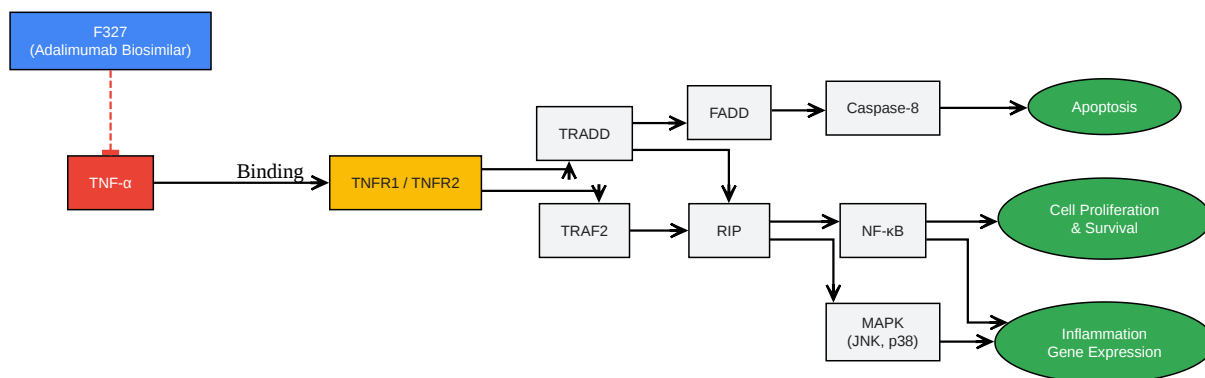 F327
(Adalimumab Biosimilar)
TNF-α
Binding
TNFR1 / TNFR2
TRADD
FADD
Caspase-8
Apoptosis
TRAF2
RIP
NF-κB
Cell Proliferation
& Survival
MAPK
(JNK, p38)
Inflammation
Gene Expression